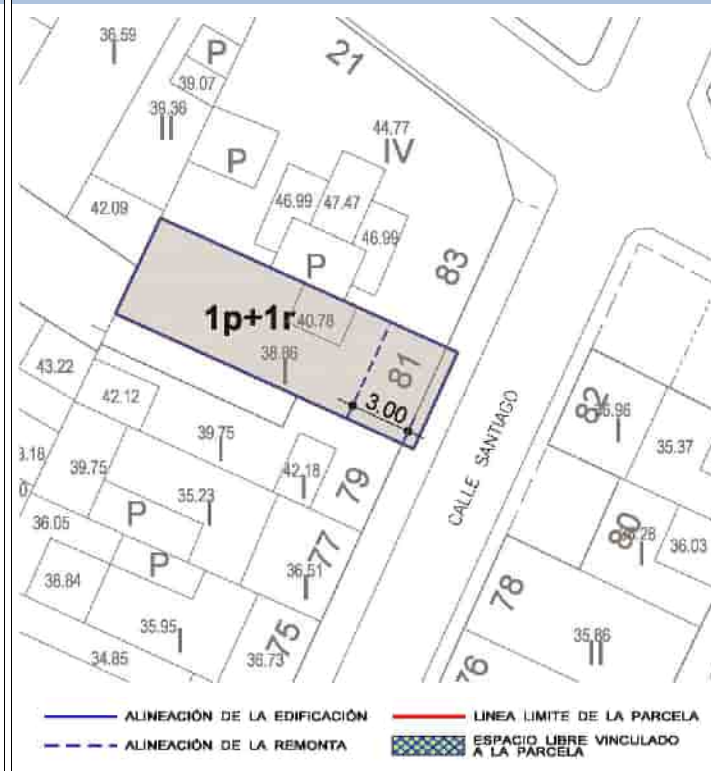 36.59
I
P
39.07
21
39.36
II
P
44.77
IV
46.99
47.47
46.99
42.09
P
83
1p+1r
40.78
38.86
I
81
3.00
CALLE SANTIAGO
43.22
42.12
39.75
I
42.18
I
79
39.75
35.23
I
P
36.05
P
77
36.51
I
38.84
35.95
I
75
34.85
36.73
82
I
35.37
80
I
36.03
78
35.86
II
76
ALINEACIÓN DE LA EDIFICACIÓN
LINEA LIMITE DE LA PARCELA
ALINEACIÓN DE LA REMONTA
ESPACIO LIBRE VINCULADO
A LA PARCELA